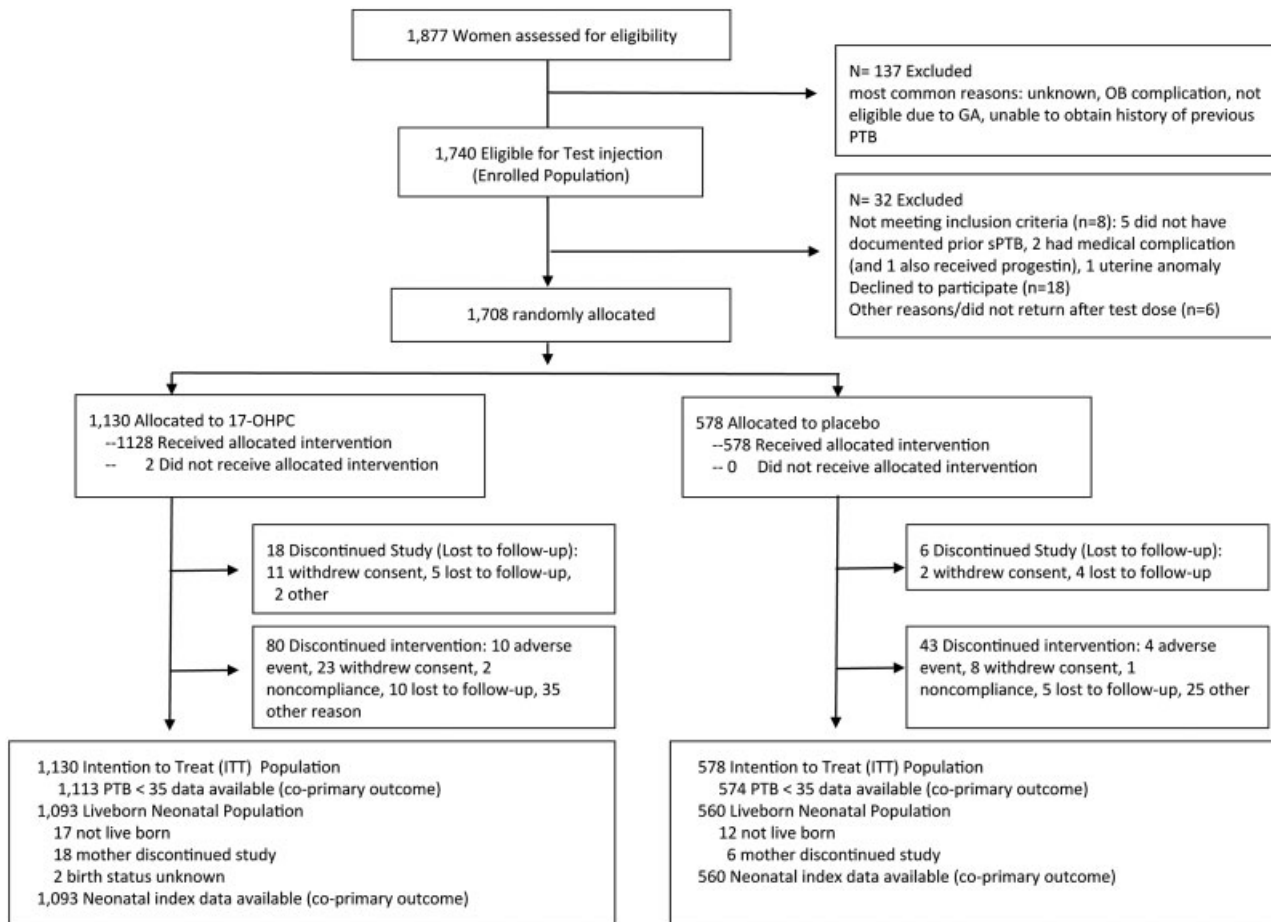 1,877 Women assessed for eligibility
N= 137 Excluded
most common reasons: unknown, OB complication, not
eligible due to GA, unable to obtain history of previous
PTB
1,740 Eligible for Test injection
(Enrolled Population)
N= 32 Excluded
Not meeting inclusion criteria (n=8): 5 did not have
documented prior sPTB, 2 had medical complication
(and 1 also received progestin), 1 uterine anomaly
Declined to participate (n=18)
Other reasons/did not return after test dose (n=6)
1,708 randomly allocated
1,130 Allocated to 17-OHPC
--1128 Received allocated intervention
-- 2 Did not receive allocated intervention
578 Allocated to placebo
--578 Received allocated intervention
-- 0 Did not receive allocated intervention
18 Discontinued Study (Lost to follow-up):
11 withdrew consent, 5 lost to follow-up,
2 other
6 Discontinued Study (Lost to follow-up):
2 withdrew consent, 4 lost to follow-up
80 Discontinued intervention: 10 adverse
event, 23 withdrew consent, 2
noncompliance, 10 lost to follow-up, 35
other reason
43 Discontinued intervention: 4 adverse
event, 8 withdrew consent, 1
noncompliance, 5 lost to follow-up, 25 other
1,130 Intention to Treat (ITT) Population
1,113 PTB < 35 data available (co-primary outcome)
1,093 Liveborn Neonatal Population
17 not live born
18 mother discontinued study
2 birth status unknown
1,093 Neonatal index data available (co-primary outcome)
578 Intention to Treat (ITT) Population
574 PTB < 35 data available (co-primary outcome)
560 Liveborn Neonatal Population
12 not live born
6 mother discontinued study
560 Neonatal index data available (co-primary outcome)